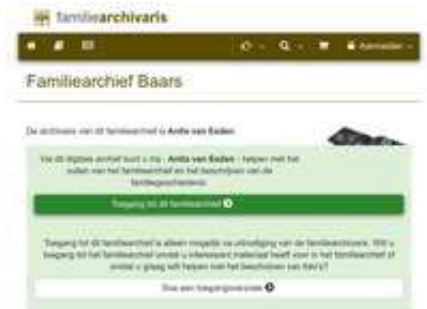 familiearchivaris
Aanmelden
Familiearchief Baars
De archivaris van dit familiearchief is Anita van Esden
Via dit digitale archief kunt u mij - Anita van Esden - helpen met het
vullen van het familiearchief en het beschrijven van de
familiegeschiedenis.
Toegang tot dit familiearchief
Toegang tot dit familiearchief is alleen mogelijk na uitnodiging van de familiearchivaris. Wilt u
toegang tot het familiearchief omdat u interessant materiaal heeft voor in het familiearchief of
omdat u graag wilt helpen met het beschrijven van foto's?
Doe een toegangsverzoek